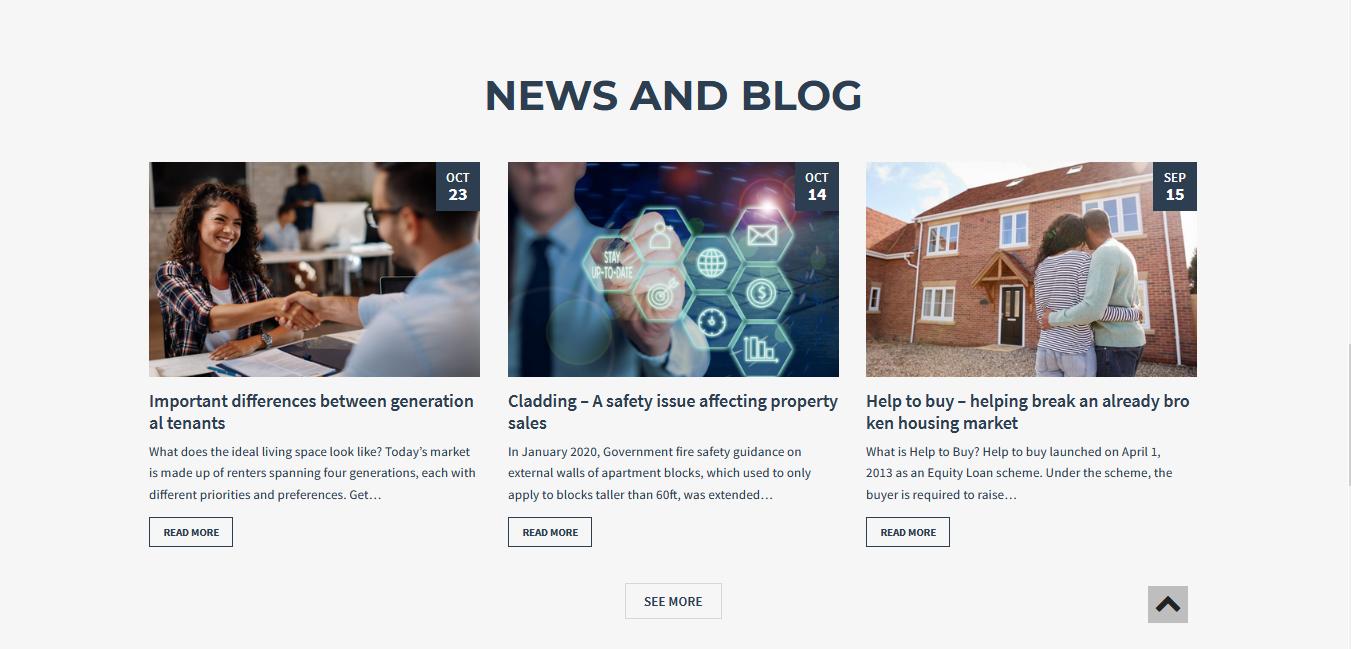 NEWS AND BLOG
OCT
23
STAY
UP-TO-DATE
OCT
14
SEP
15
Important differences between generation
al tenants
What does the ideal living space look like? Today’s market
is made up of renters spanning four generations, each with
different priorities and preferences. Get…
READ MORE
Cladding – A safety issue affecting property
sales
In January 2020, Government fire safety guidance on
external walls of apartment blocks, which used to only
apply to blocks taller than 60ft, was extended…
READ MORE
Help to buy – helping break an already bro
ken housing market
What is Help to Buy? Help to buy launched on April 1,
2013 as an Equity Loan scheme. Under the scheme, the
buyer is required to raise…
READ MORE
SEE MORE